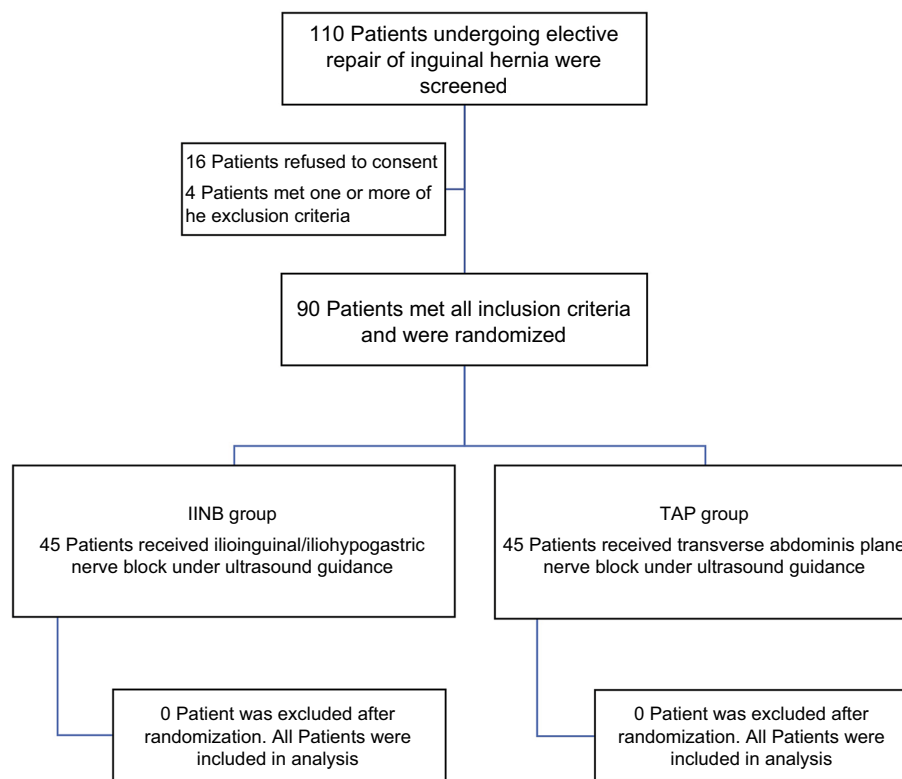 110 Patients undergoing elective
repair of inguinal hernia were
screened
16 Patients refused to consent
4 Patients met one or more of
he exclusion criteria
90 Patients met all inclusion criteria
and were randomized
IINB group
45 Patients received ilioinguinal/iliohypogastric
nerve block under ultrasound guidance
TAP group
45 Patients received transverse abdominis plane
nerve block under ultrasound guidance
0 Patient was excluded after
randomization. All Patients were
included in analysis
0 Patient was excluded after
randomization. All Patients were
included in analysis